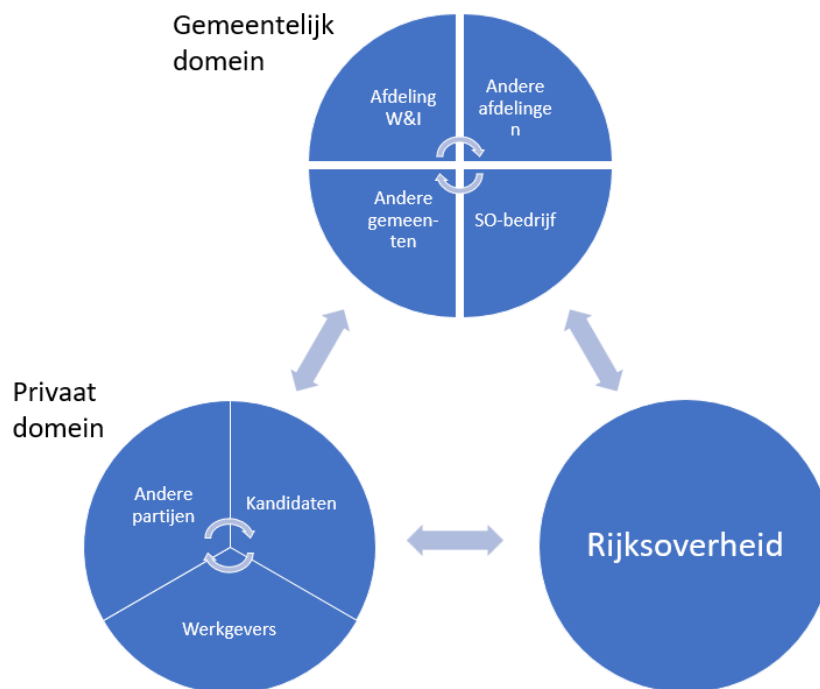 Gemeentelijk
domein
Afdeling
W&I
Andere
afdelinge
n
Andere
gemeen-
ten
SO-bedrijf
Privaat
domein
Andere
partijen
Kandidaten
Werkgevers
Rijksoverheid